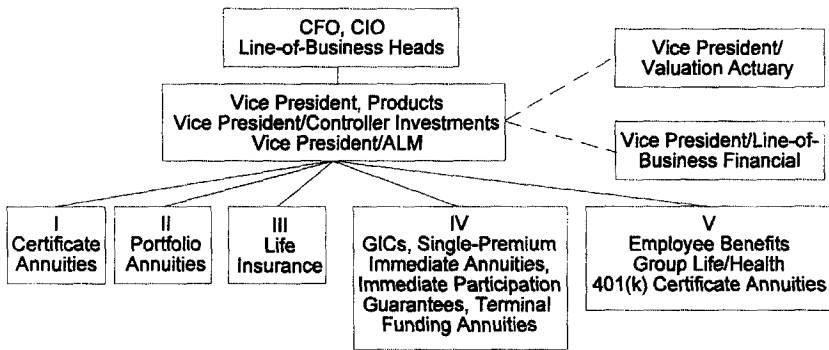 CFO, CIO
Line-of-Business Heads
Vice President/
Valuation Actuary
Vice President, Products
Vice President/Controller Investments
Vice President/ALM
Vice President/Line-of-
Business Financial
I
Certificate
Annuities
II
Portfolio
Annuities
III
Life
Insurance
IV
GICs, Single-Premium
Immediate Annuities,
Immediate Participation
Guarantees, Terminal
Funding Annuities
V
Employee Benefits
Group Life/Health
401(k) Certificate Annuities